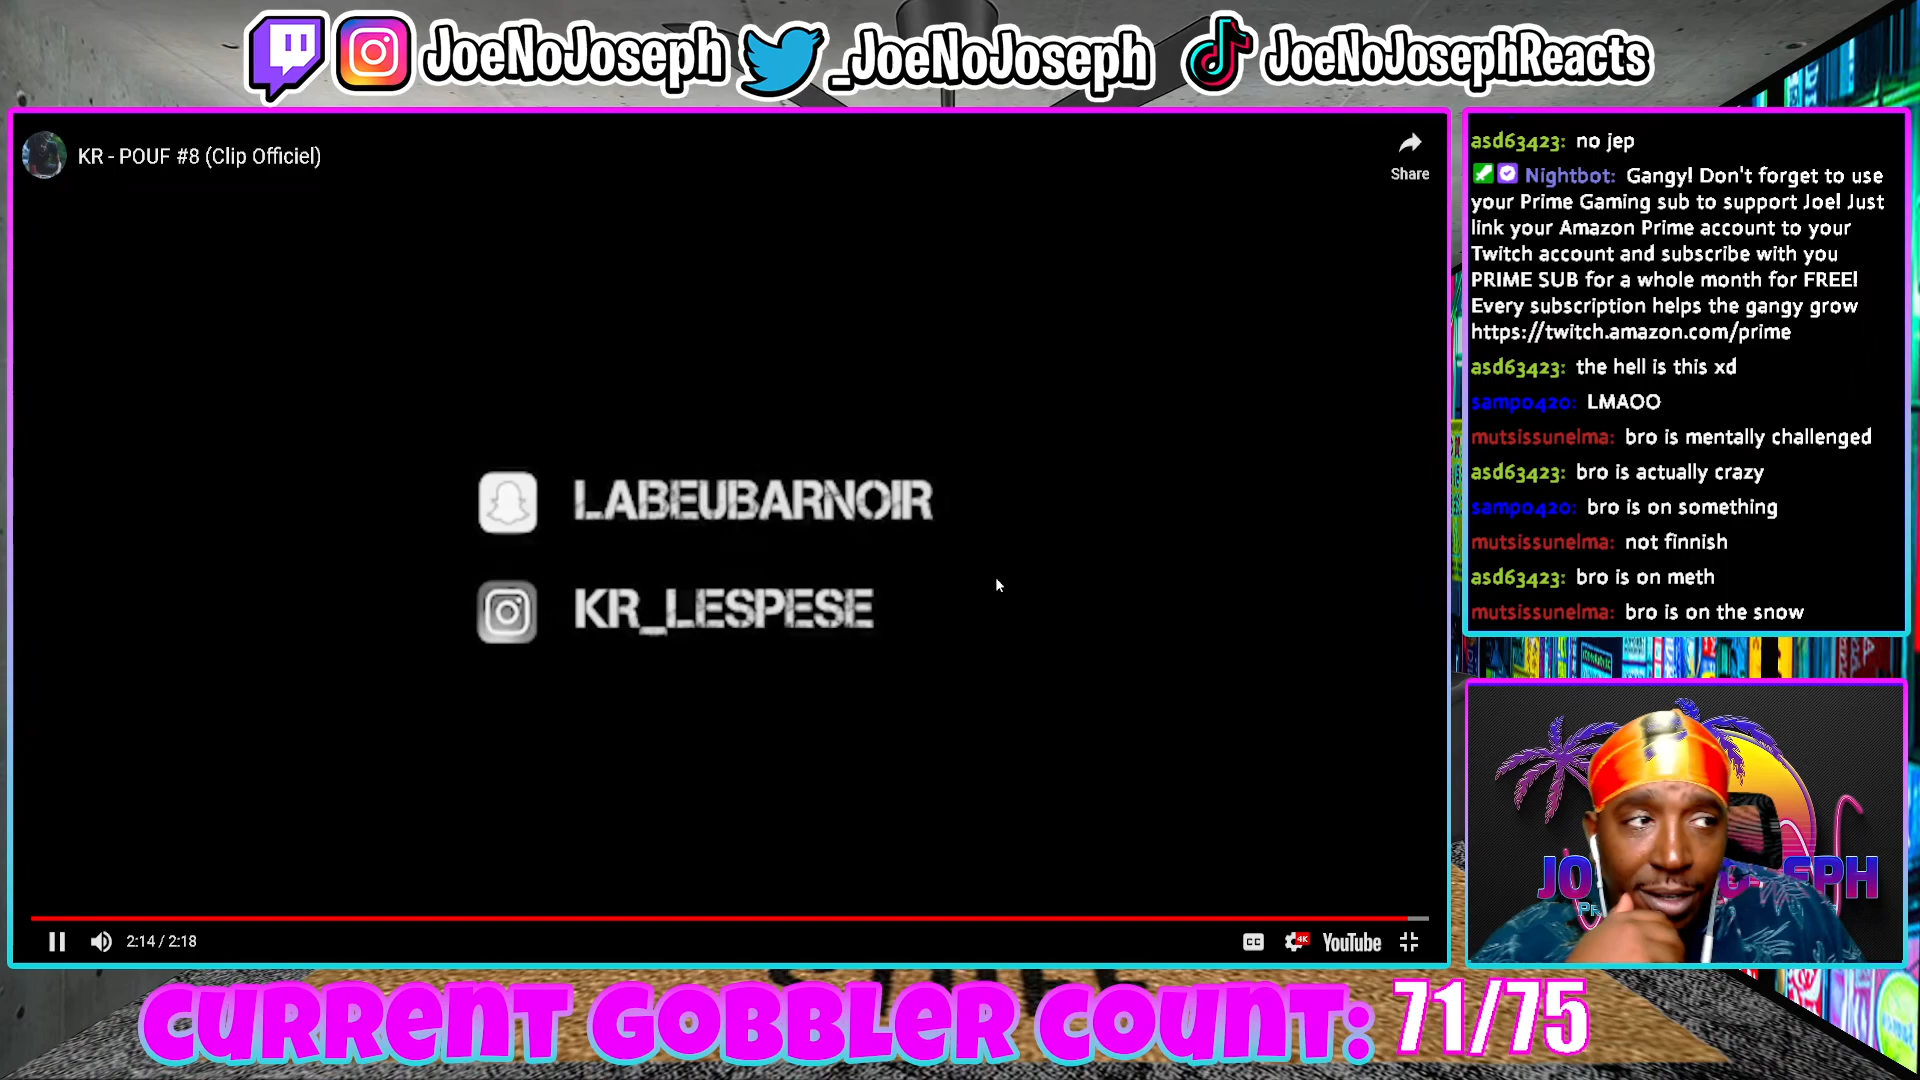 JoeNoJoseph _JoeNoJoseph JoeNoJosephReacts
KR - POUF #8 (Clip Officiel)
Share
LABEUBARNOIR
KR_LESPESE
2:14 / 2:18
CC
4K
YouTube
asd63423: no jep
Nightbot: Gangy! Don't forget to use
your Prime Gaming sub to support Joe! Just
link your Amazon Prime account to your
Twitch account and subscribe with you
PRIME SUB for a whole month for FREE!
Every subscription helps the gangy grow
https://twitch.amazon.com/prime
asd63423: the hell is this xd
sampo420: LMAOO
mutsissunelma: bro is mentally challenged
asd63423: bro is actually crazy
sampo420: bro is on something
mutsissunelma: not finnish
asd63423: bro is on meth
mutsissunelma: bro is on the snow
CURRENT GOBBLER COUNT: 71/75